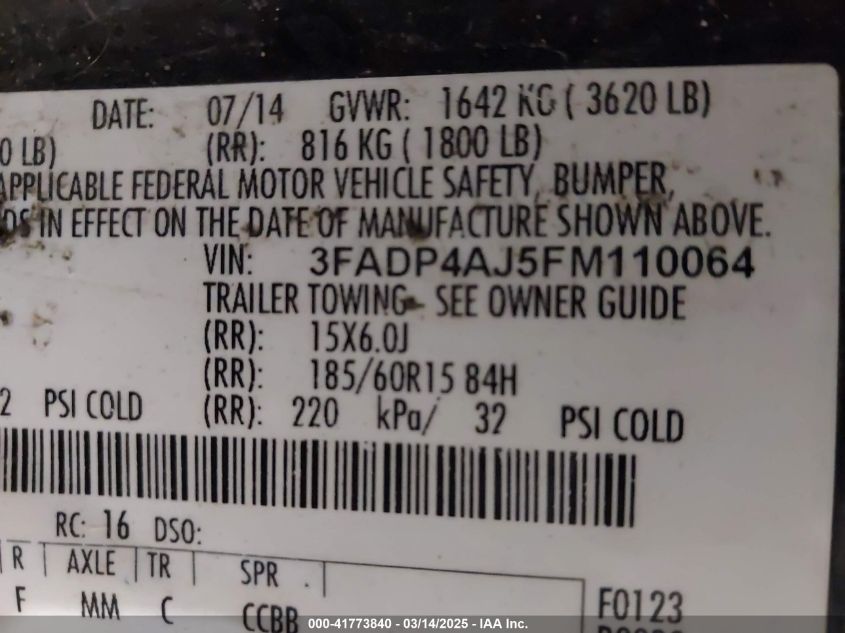 DATE: 07/14 GVWR: 1642 KG ( 3620 LB)
0 LB) (RR): 816 KG ( 1800 LB)
APPLICABLE FEDERAL MOTOR VEHICLE SAFETY, BUMPER,
DS IN EFFECT ON THE DATE OF MANUFACTURE SHOWN ABOVE.
VIN: 3FADP4AJ5FM110064
TRAILER TOWING- SEE OWNER GUIDE
(RR): 15X6.0J
(RR): 185/60R15 84H
2 PSI COLD (RR): 220 kPa/ 32 PSI COLD
RC: 16 DSO:
R AXLE TR SPR
F MM C CCBB F0123
000-41773840 - 03/14/2025 - IAA Inc.